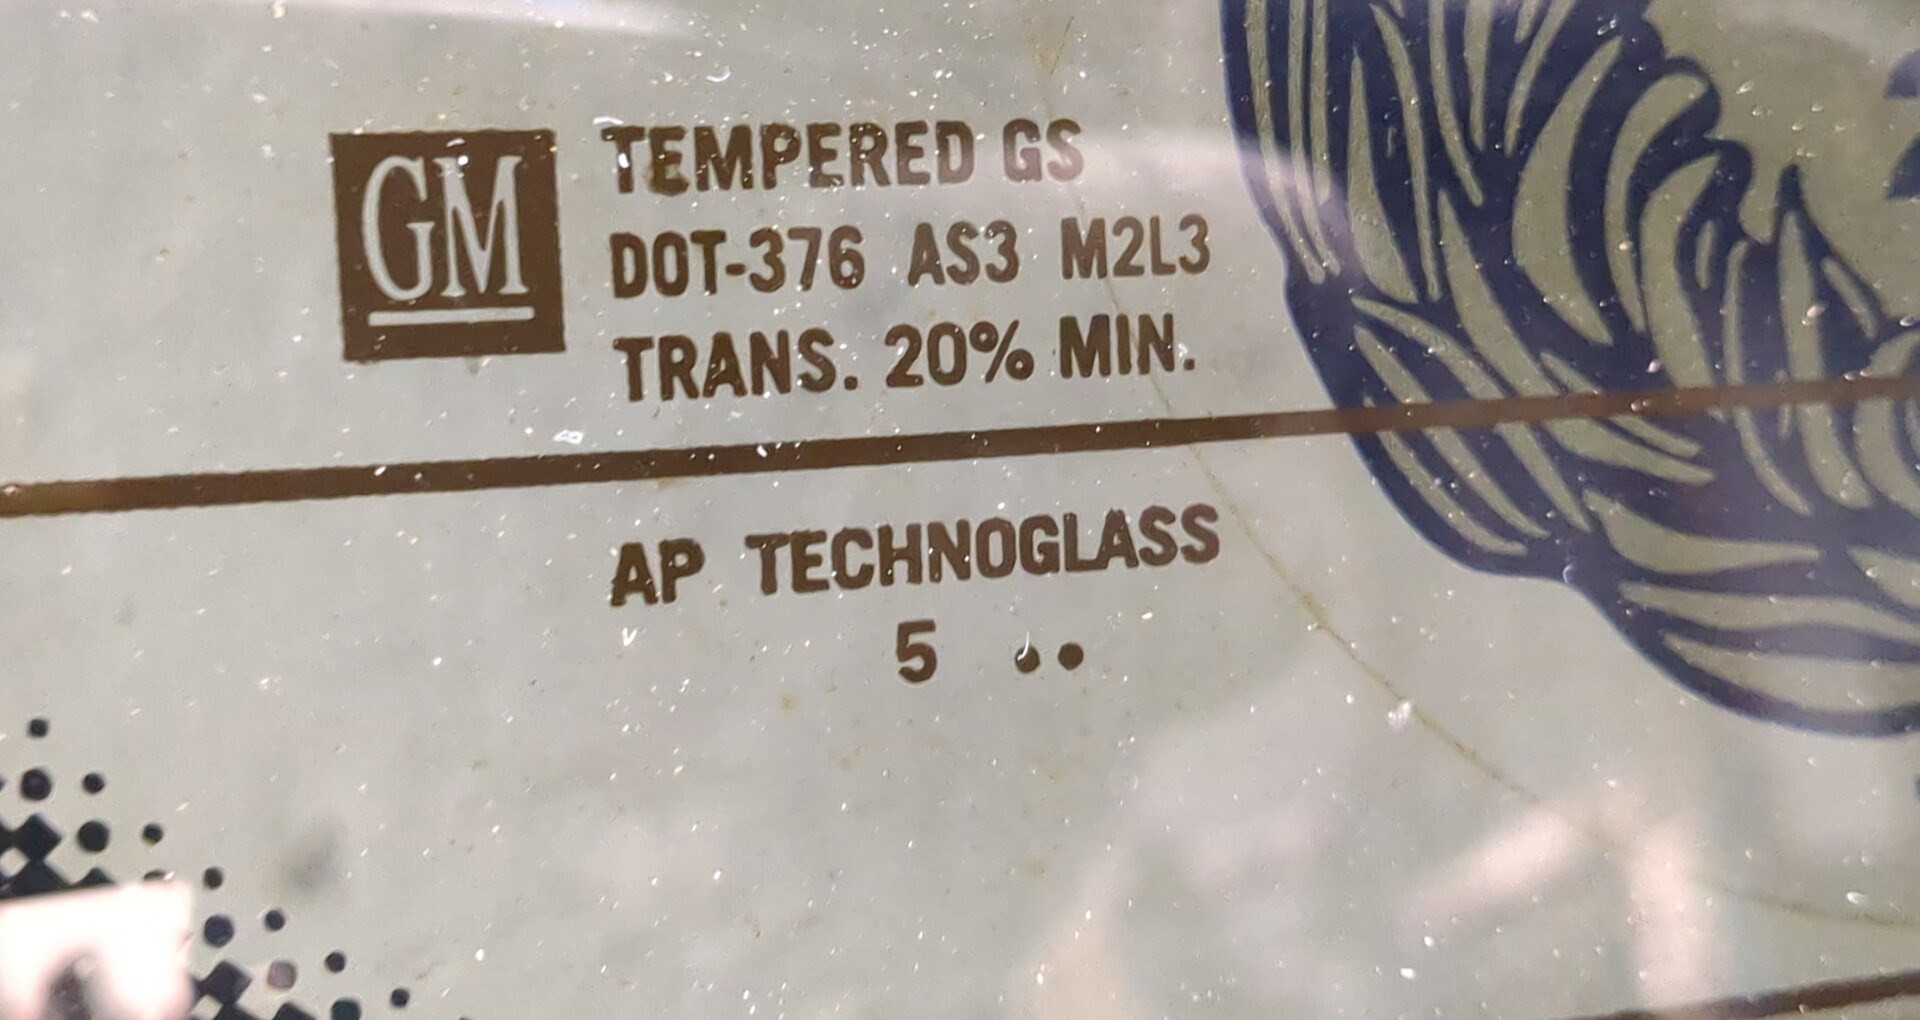 GM
TEMPERED GS
DOT-376 AS3 M2L3
TRANS. 20% MIN.
AP TECHNOGLASS
5 ••